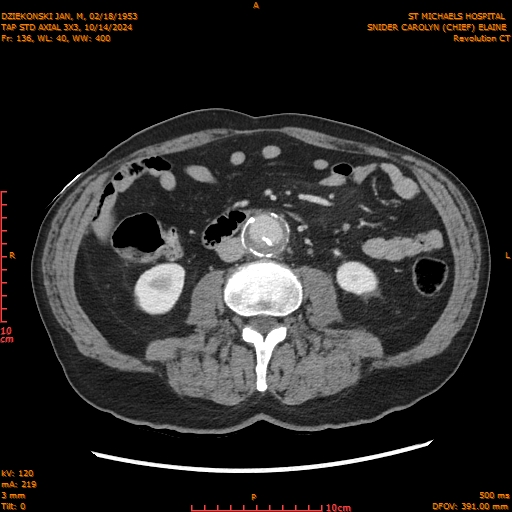 A
DZIEKONSKI JAN, M, 02/18/1953
ST MICHAELS HOSPITAL
TAP STD AXIAL 3X3, 10/14/2024
SNIDER CAROLYN (CHIEF) ELAINE
Fr: 136, WL: 40, WW: 400
Revolution CT
R
L
10
cm
kV: 120
mA: 219
3 mm
P
500 ms
Tilt: 0
10cm
DFOV: 391.00 mm